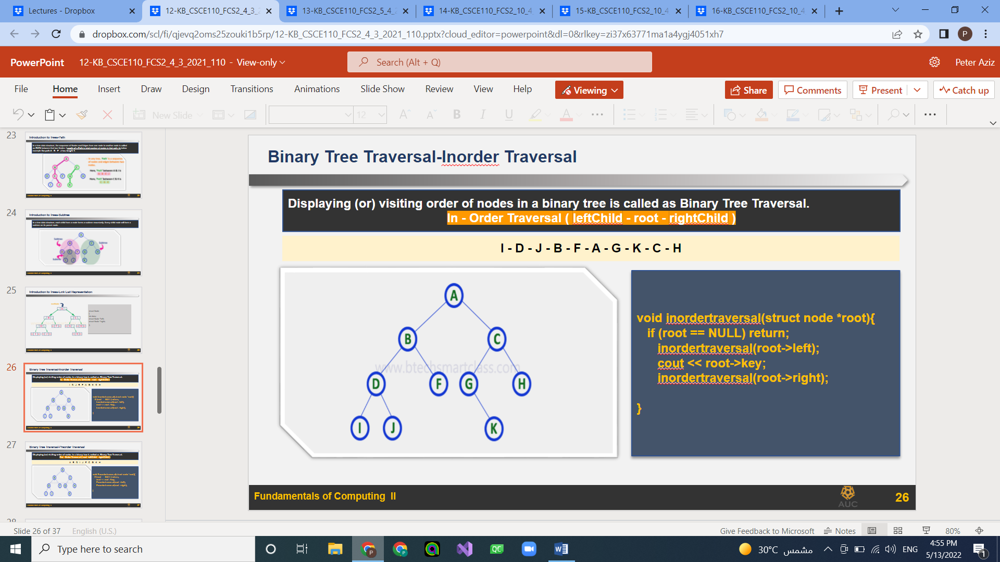 Lectures - Dropbox
12-KB_CSCE110_FCS2_4_3_2
13-KB_CSCE110_FCS2_5_4_2
14-KB_CSCE110_FCS2_10_4
15-KB_CSCE110_FCS2_10_4
16-KB_CSCE110_FCS2_10_4
dropbox.com/scl/fi/qjevq2oms25zouki1b5rp/12-KB_CSCE110_FCS2_4_3_2021_110.pptx?cloud_editor=powerpoint&dl=0&rlkey=zi37x63771ma1a4ygj4051xh7
P
PowerPoint 12-KB_CSCE110_FCS2_4_3_2021_110 - View-only
Search (Alt + Q)
Peter Aziz
File Home Insert Draw Design Transitions Animations Slide Show Review View Help
Viewing
Share
Comments
Present
Catch up
New Slide
12
23
Introduction to Trees-Path
24
Introduction to Trees-Subtree
25
Introduction to Trees-Link List Representation
26
Binary Tree Traversal-Inorder Traversal
27
Binary Tree Traversal-Preorder Traversal
Binary Tree Traversal-Inorder Traversal
Displaying (or) visiting order of nodes in a binary tree is called as Binary Tree Traversal.
In - Order Traversal ( leftChild - root - rightChild )
I - D - J - B - F - A - G - K - C - H
A
B C
www.btechsmartclass.com
D F G H
I J K
void inordertraversal(struct node *root){
if (root == NULL) return;
inordertraversal(root->left);
cout << root->key;
inordertraversal(root->right);
}
Fundamentals of Computing II
AUC
26
Slide 26 of 37
English (U.S.)
Give Feedback to Microsoft
Notes
80%
Type here to search
30°C مشمس
ENG
4:55 PM
5/13/2022
1